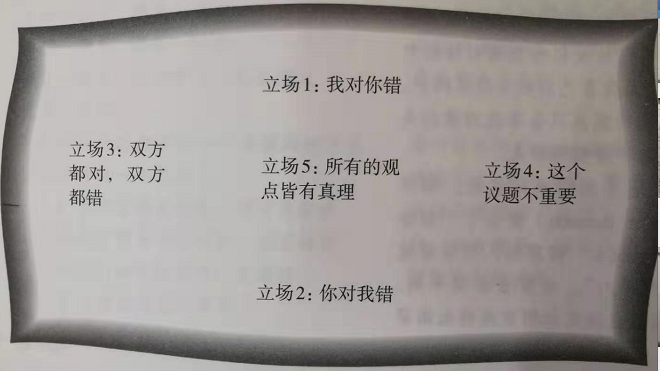 立场1：我对你错
立场3：双方
都对，双方
都错
立场5：所有的观
点皆有真理
立场4：这个
议题不重要
立场2：你对我错